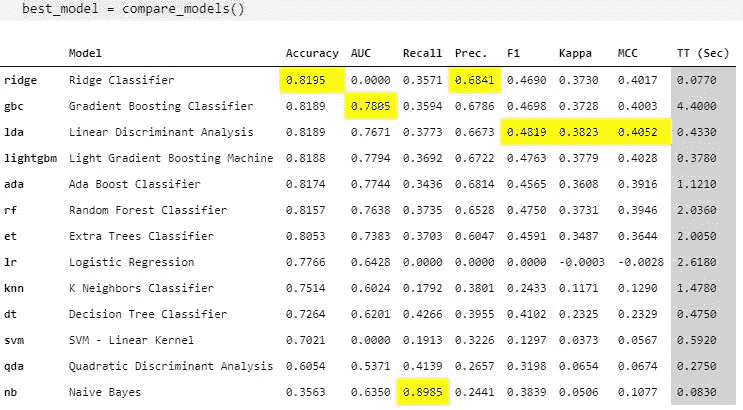 best_model = compare_models()
Model Accuracy AUC Recall Prec. F1 Kappa MCC TT (Sec)
ridge Ridge Classifier 0.8195 0.0000 0.3571 0.6841 0.4690 0.3730 0.4017 0.0770
gbc Gradient Boosting Classifier 0.8189 0.7805 0.3594 0.6786 0.4698 0.3728 0.4003 4.4000
lda Linear Discriminant Analysis 0.8189 0.7671 0.3773 0.6673 0.4819 0.3823 0.4052 0.4330
lightgbm Light Gradient Boosting Machine 0.8188 0.7794 0.3692 0.6722 0.4763 0.3779 0.4028 0.3780
ada Ada Boost Classifier 0.8174 0.7744 0.3436 0.6814 0.4565 0.3608 0.3916 1.1210
rf Random Forest Classifier 0.8157 0.7638 0.3735 0.6528 0.4750 0.3731 0.3946 2.0360
et Extra Trees Classifier 0.8053 0.7383 0.3703 0.6047 0.4591 0.3487 0.3644 2.0050
lr Logistic Regression 0.7766 0.6428 0.0000 0.0000 0.0000 -0.0003 -0.0028 2.6180
knn K Neighbors Classifier 0.7514 0.6024 0.1792 0.3801 0.2433 0.1171 0.1290 1.4780
dt Decision Tree Classifier 0.7264 0.6201 0.4266 0.3955 0.4102 0.2325 0.2329 0.4750
svm SVM - Linear Kernel 0.7021 0.0000 0.1913 0.3226 0.1297 0.0373 0.0567 0.5920
qda Quadratic Discriminant Analysis 0.6054 0.5371 0.4139 0.2657 0.3198 0.0654 0.0674 0.2750
nb Naive Bayes 0.3563 0.6350 0.8985 0.2441 0.3839 0.0506 0.1077 0.0830